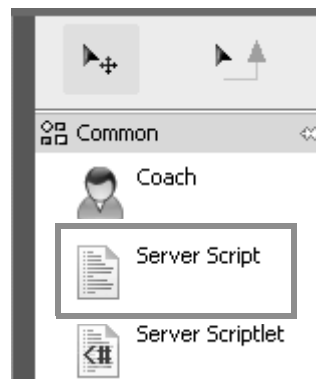 Common
Coach
Server Script
Server Scriptlet
<#